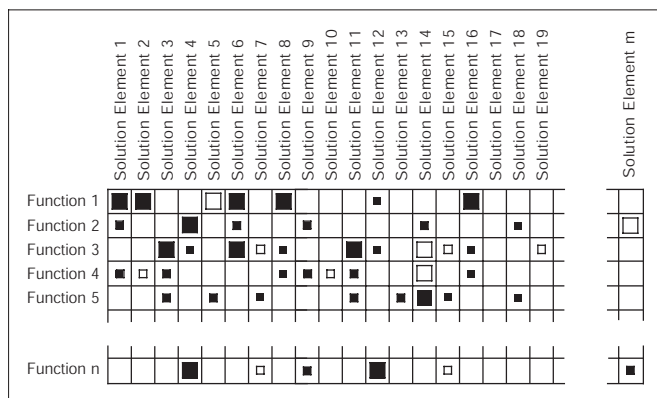 Solution Element 1
Solution Element 2
Solution Element 3
Solution Element 4
Solution Element 5
Solution Element 6
Solution Element 7
Solution Element 8
Solution Element 9
Solution Element 10
Solution Element 11
Solution Element 12
Solution Element 13
Solution Element 14
Solution Element 15
Solution Element 16
Solution Element 17
Solution Element 18
Solution Element 19
Solution Element m
Function 1
Function 2
Function 3
Function 4
Function 5
Function n